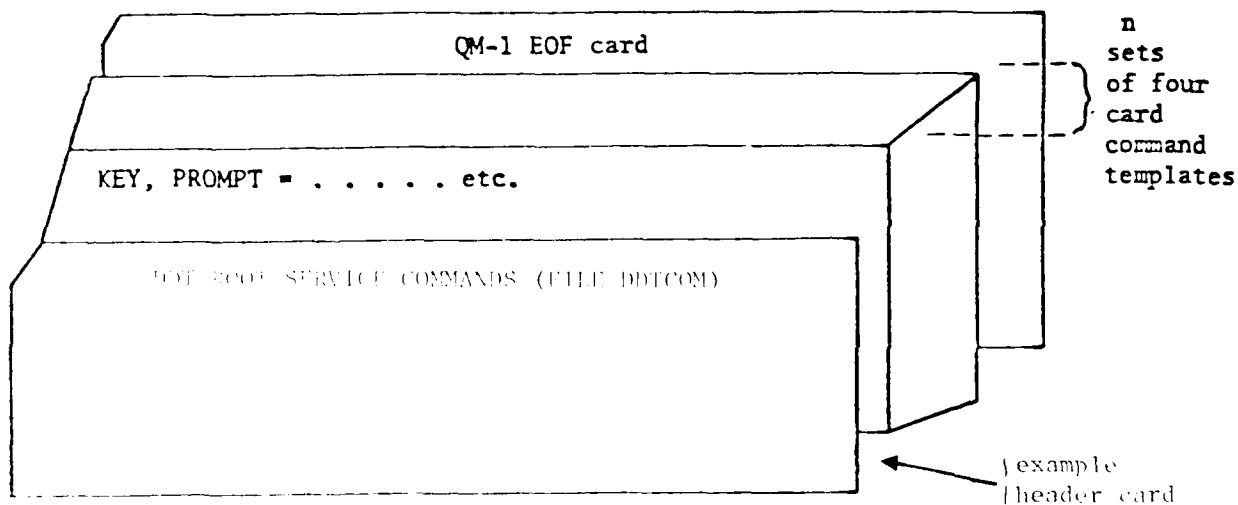 QM-1 EOF card
n
sets
of four
card
command
templates
KEY, PROMPT = . . . . . etc.
SERVICE COMMANDS (FILE DDTCOM)
example
header card